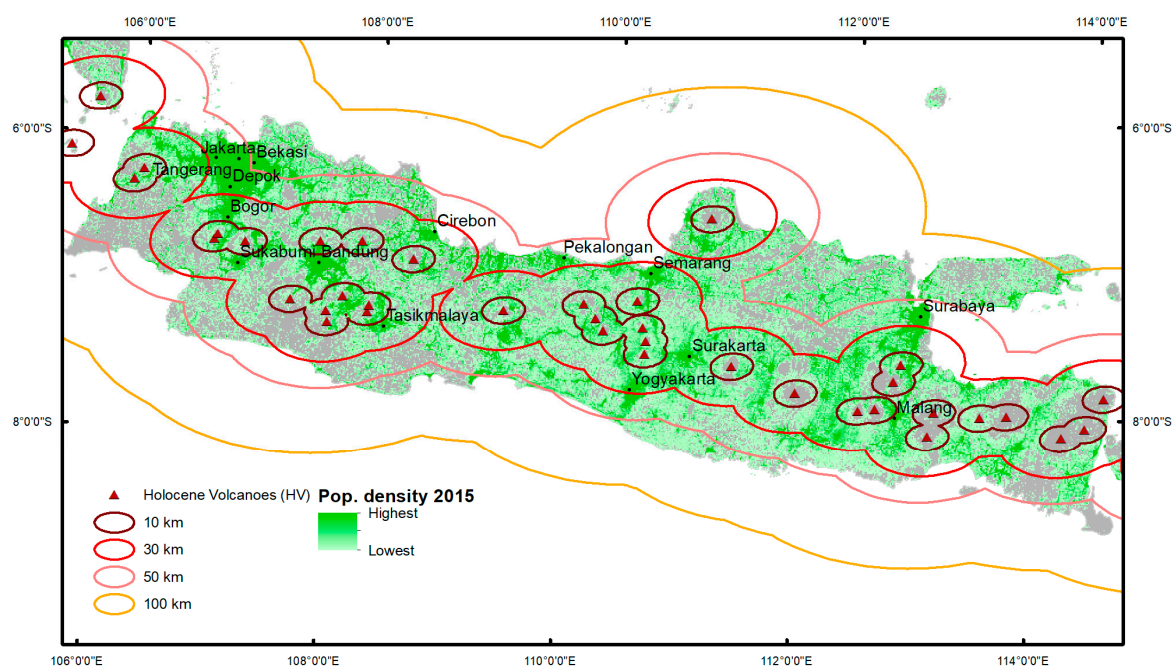 106°0'0"E 108°0'0"E 110°0'0"E 112°0'0"E 114°0'0"E
6°0'0"S 6°0'0"S
Jakarta
Bekasi
Tangerang
Depok
Bogor
Cirebon
Sukabumi Bandung
Pekalongan
Semarang
Tasikmalaya
Surabaya
Surakarta
Yogyakarta
8°0'0"S Malang 8°0'0"S
Holocene Volcanoes (HV)
10 km
30 km
50 km
100 km
Pop. density 2015
Highest
Lowest
106°0'0"E 108°0'0"E 110°0'0"E 112°0'0"E 114°0'0"E